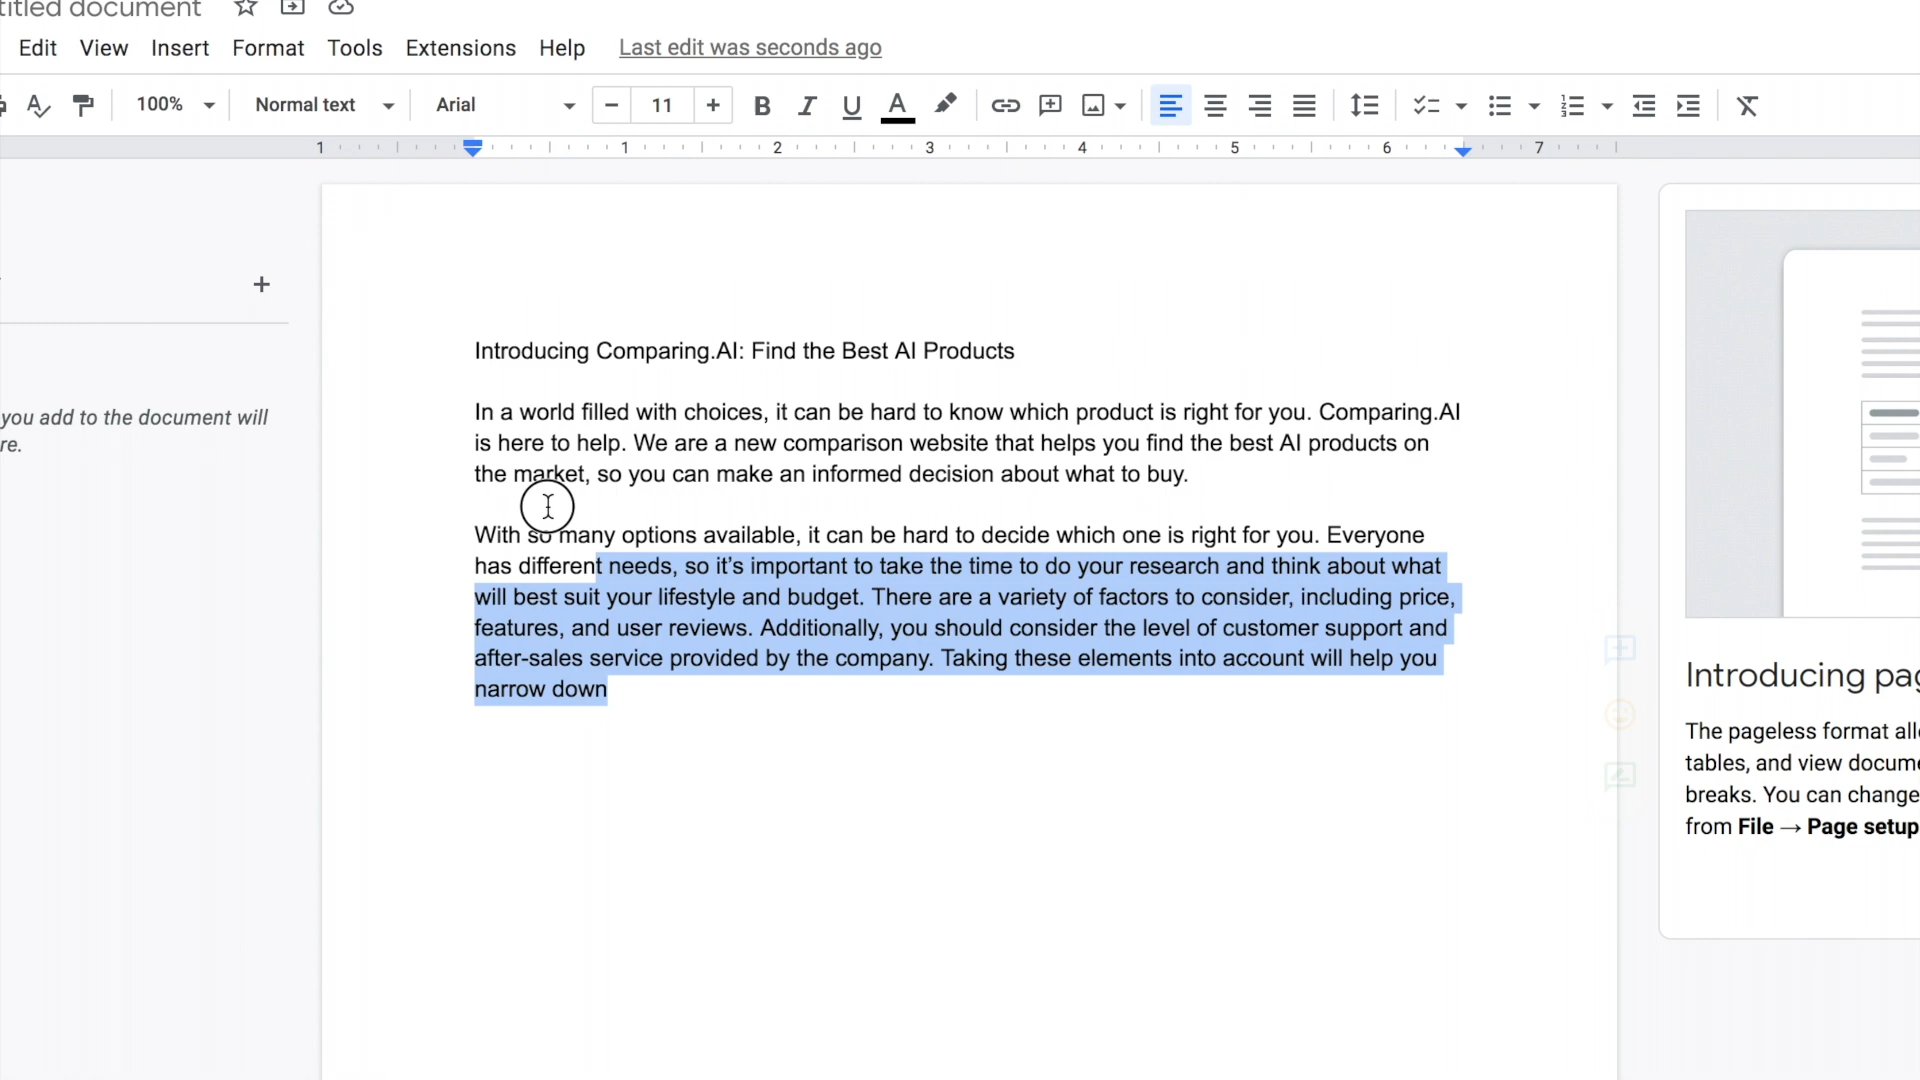 titled document
Edit View Insert Format Tools Extensions Help Last edit was seconds ago
100% Normal text Arial 11 B I U A
1 1 2 3 4 5 6 7
you add to the document will
re.
Introducing Comparing.AI: Find the Best AI Products
In a world filled with choices, it can be hard to know which product is right for you. Comparing.AI
is here to help. We are a new comparison website that helps you find the best AI products on
the market, so you can make an informed decision about what to buy.
With so many options available, it can be hard to decide which one is right for you. Everyone
has different needs, so it’s important to take the time to do your research and think about what
will best suit your lifestyle and budget. There are a variety of factors to consider, including price,
features, and user reviews. Additionally, you should consider the level of customer support and
after-sales service provided by the company. Taking these elements into account will help you
narrow down
Introducing pag
The pageless format all
tables, and view docume
breaks. You can change
from File → Page setup